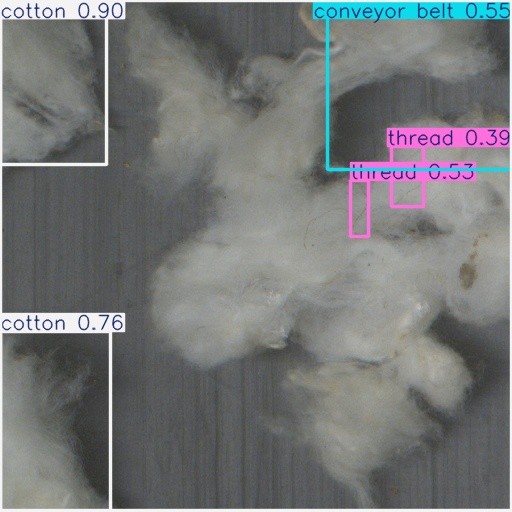 cotton 0.90
conveyor belt 0.55
thread 0.39
thread 0.53
cotton 0.76